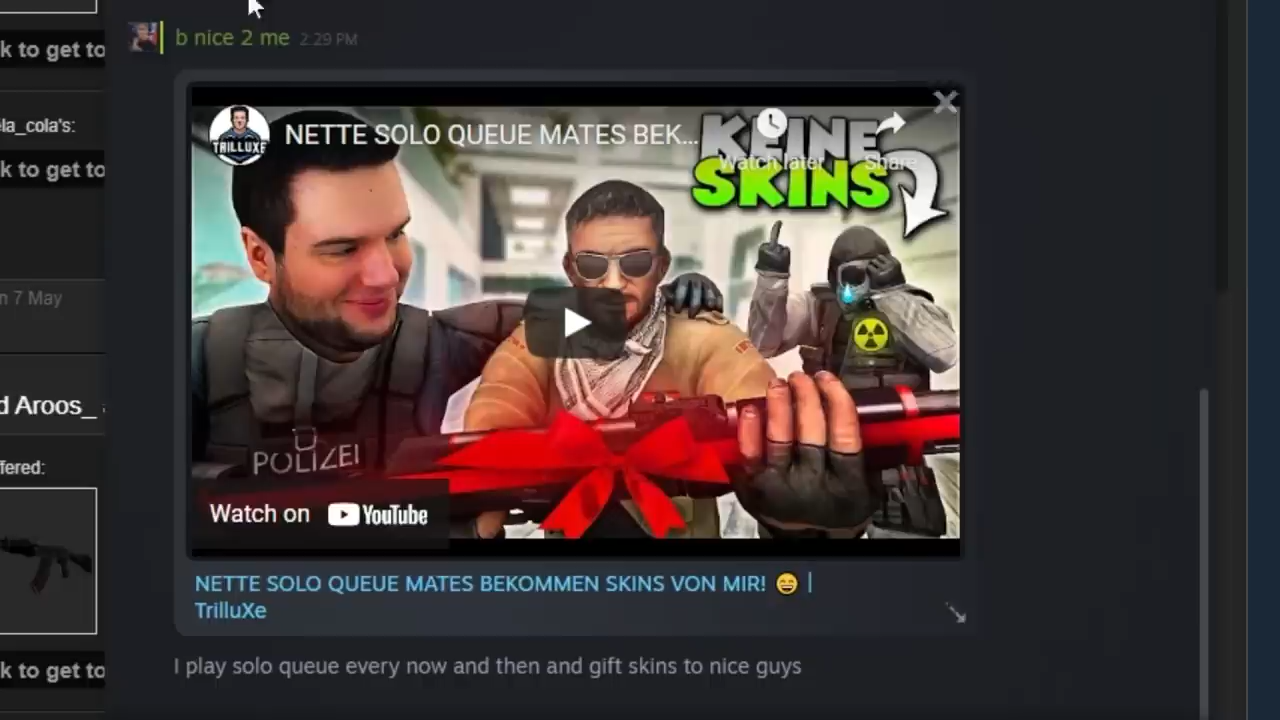 k to get to
b nice 2 me 2:29 PM
la_cola's:
k to get to
n 7 May
d Aroos_
fered:
k to get to
TRILLUXE
NETTE SOLO QUEUE MATES BEK...
KEINE
SKINS
Watch later
Share
POLIZEI
Watch on YouTube
NETTE SOLO QUEUE MATES BEKOMMEN SKINS VON MIR! 😄 |
TrilluXe
I play solo queue every now and then and gift skins to nice guys